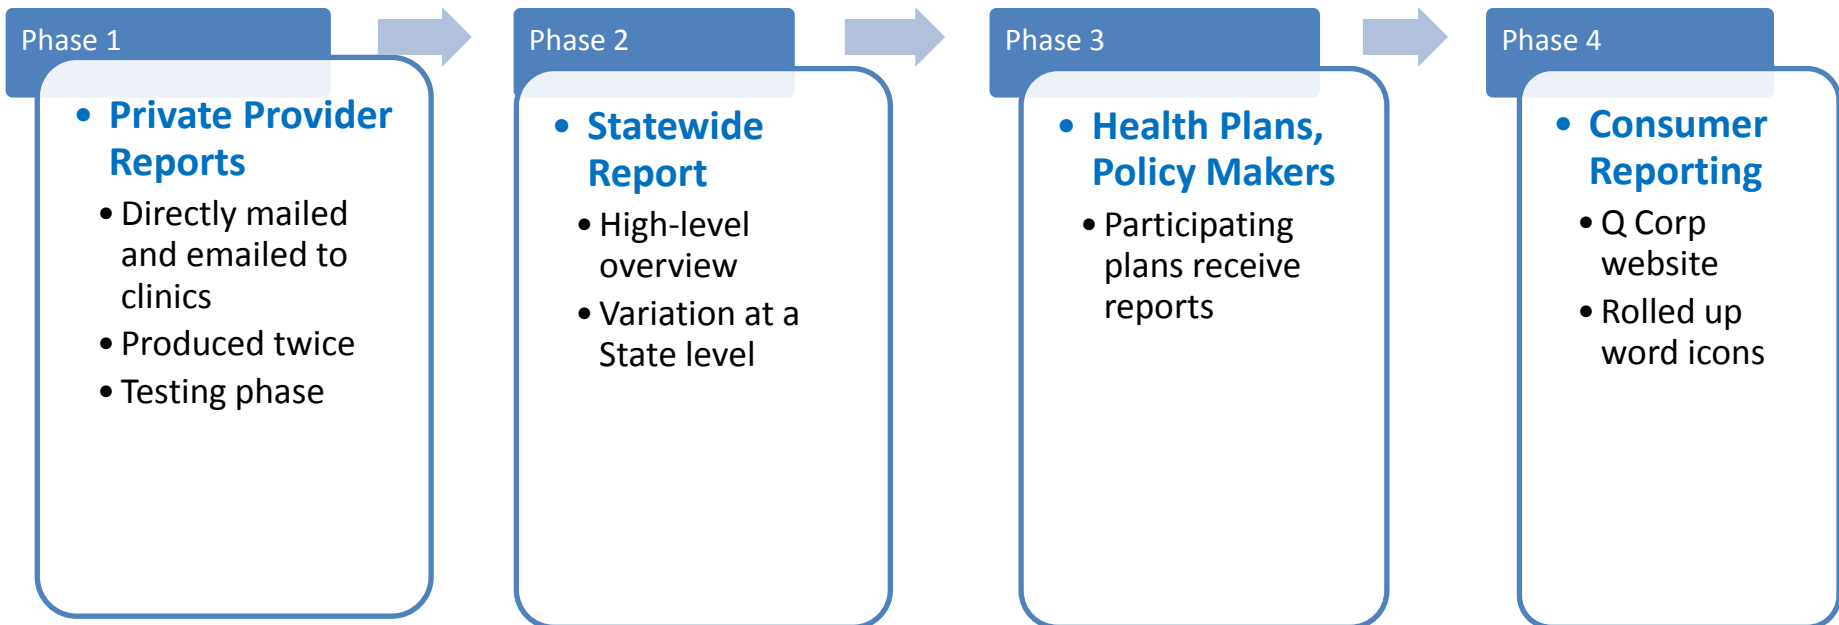 Phase 1
• Private Provider
Reports
• Directly mailed
and emailed to
clinics
• Produced twice
• Testing phase
Phase 2
• Statewide
Report
• High-level
overview
• Variation at a
State level
Phase 3
• Health Plans,
Policy Makers
• Participating
plans receive
reports
Phase 4
• Consumer
Reporting
• Q Corp
website
• Rolled up
word icons